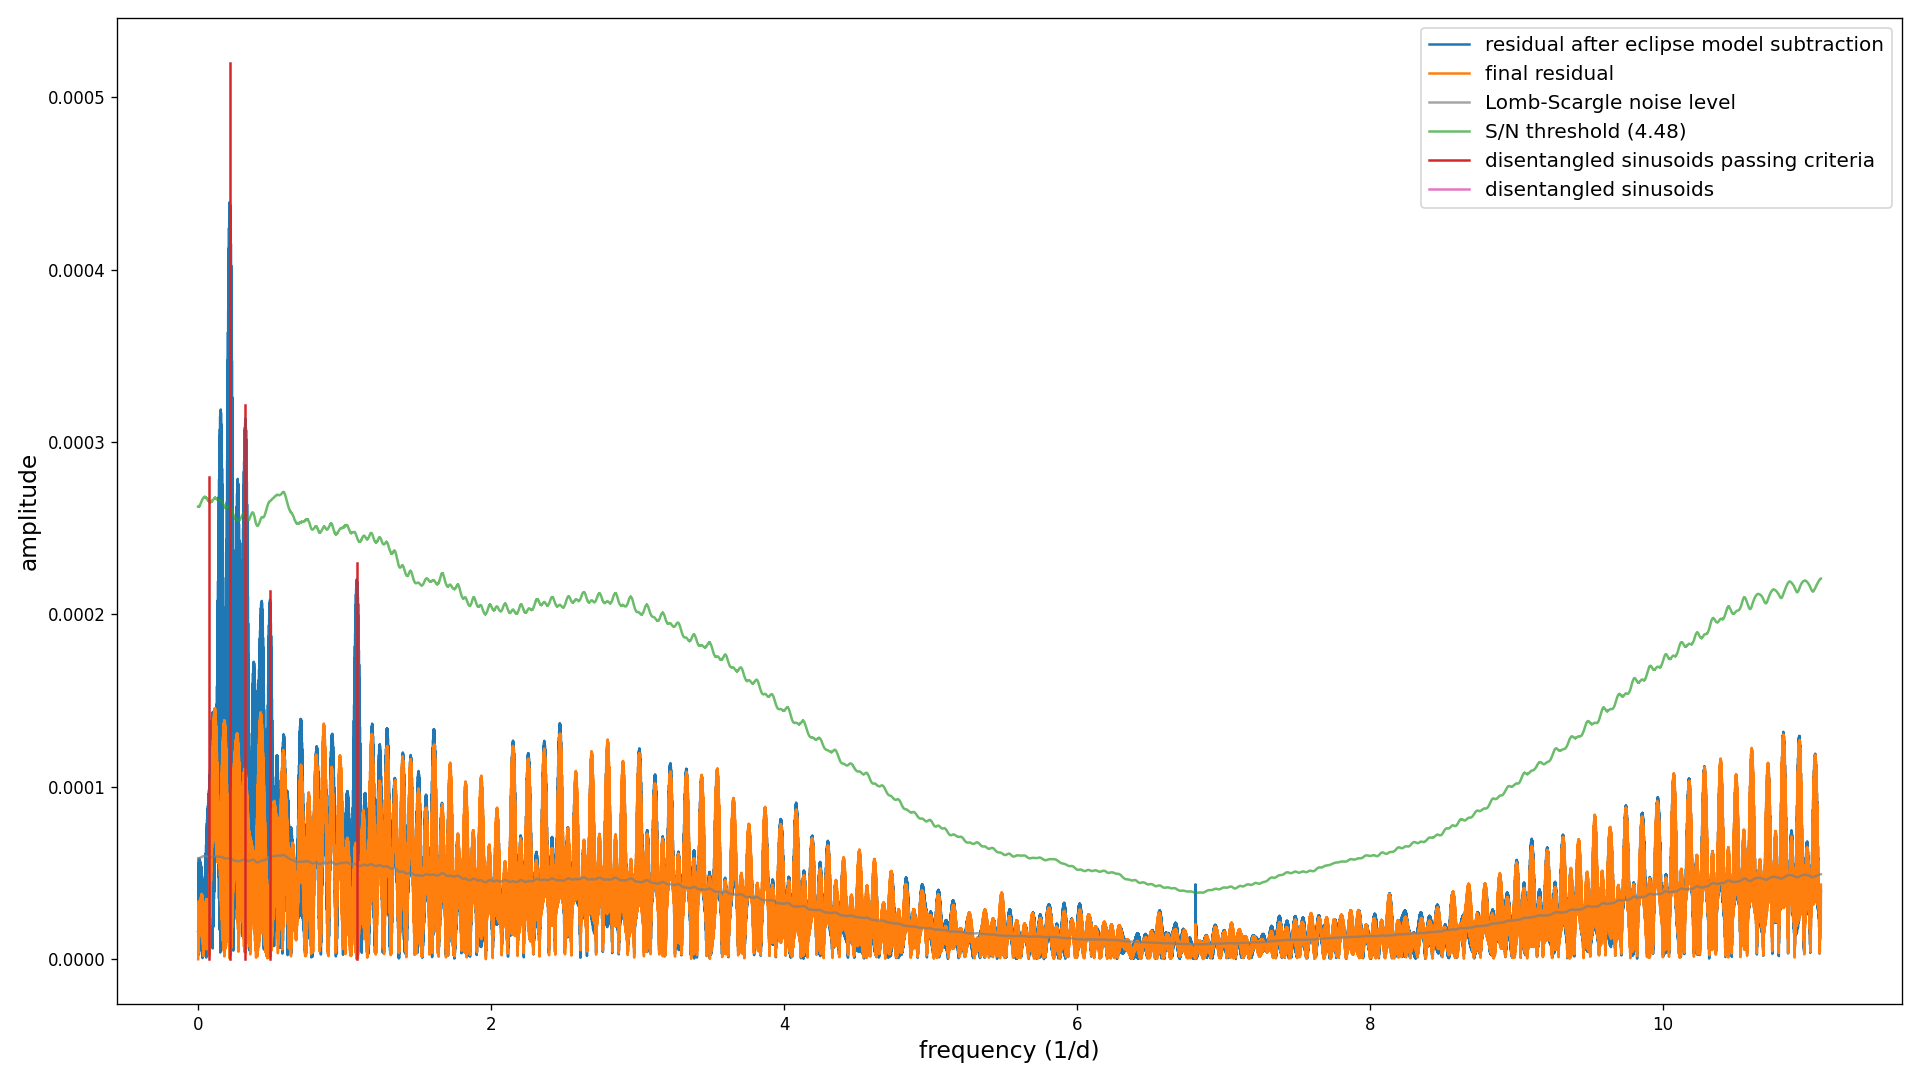 residual after eclipse model subtraction
final residual
Lomb-Scargle noise level
S/N threshold (4.48)
disentangled sinusoids passing criteria
disentangled sinusoids
amplitude
0.0005
0.0004
0.0003
0.0002
0.0001
0.0000
0 2 4 6 8 10
frequency (1/d)